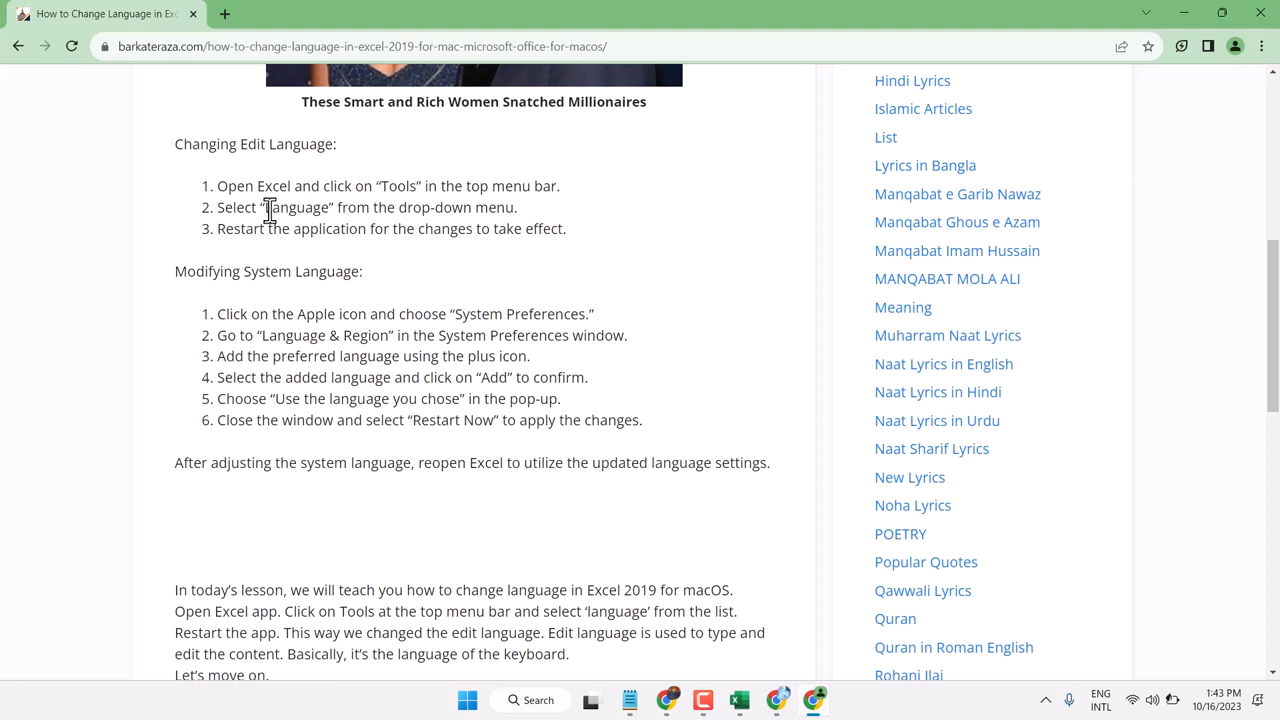 How to Change Language in Exc
barkateraza.com/how-to-change-language-in-excel-2019-for-mac-microsoft-office-for-macos/
These Smart and Rich Women Snatched Millionaires
Changing Edit Language:
1. Open Excel and click on “Tools” in the top menu bar.
2. Select “Language” from the drop-down menu.
3. Restart the application for the changes to take effect.
Modifying System Language:
1. Click on the Apple icon and choose “System Preferences.”
2. Go to “Language & Region” in the System Preferences window.
3. Add the preferred language using the plus icon.
4. Select the added language and click on “Add” to confirm.
5. Choose “Use the language you chose” in the pop-up.
6. Close the window and select “Restart Now” to apply the changes.
After adjusting the system language, reopen Excel to utilize the updated language settings.
In today’s lesson, we will teach you how to change language in Excel 2019 for macOS.
Open Excel app. Click on Tools at the top menu bar and select ‘language’ from the list.
Restart the app. This way we changed the edit language. Edit language is used to type and
edit the content. Basically, it’s the language of the keyboard.
Let’s move on.
Hindi Lyrics
Islamic Articles
List
Lyrics in Bangla
Manqabat e Garib Nawaz
Manqabat Ghous e Azam
Manqabat Imam Hussain
MANQABAT MOLA ALI
Meaning
Muharram Naat Lyrics
Naat Lyrics in English
Naat Lyrics in Hindi
Naat Lyrics in Urdu
Naat Sharif Lyrics
New Lyrics
Noha Lyrics
POETRY
Popular Quotes
Qawwali Lyrics
Quran
Quran in Roman English
Rohani Ilaj
Search
ENG
INTL
1:43 PM
10/16/2023